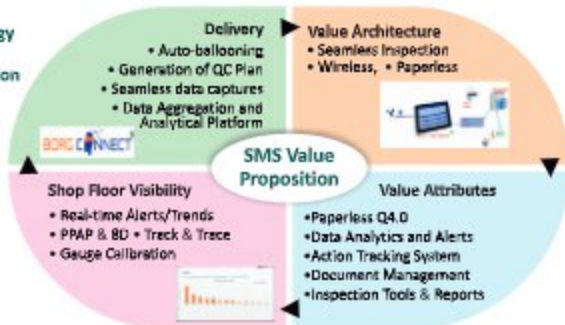 Delivery
• Auto-ballooning
• Generation of QC Plan
• Seamless data captures
• Data Aggregation and
Analytical Platform
BORG CONNECT
Value Architecture
• Seamless Inspection
• Wireless, • Paperless
SMS Value
Proposition
Shop Floor Visibility
• Real-time Alerts/Trends
• PPAP & 8D • Track & Trace
• Gauge Calibration
Value Attributes
•Paperless Q4.0
•Data Analytics and Alerts
•Action Tracking System
•Document Management
•Inspection Tools & Reports